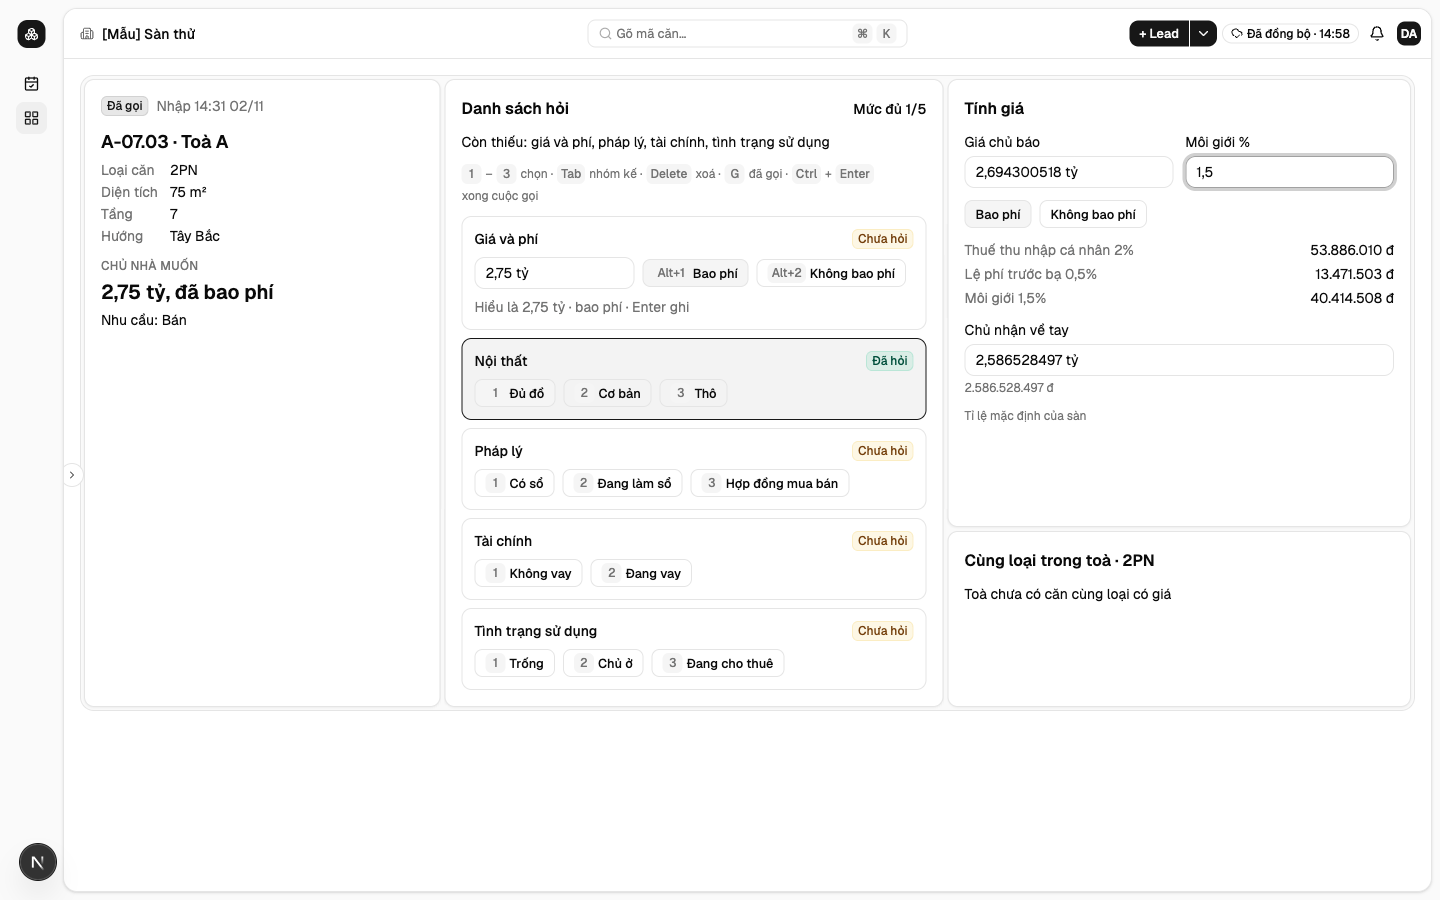 [Mẫu] Sàn thử
Gõ mã căn...
⌘ K
+ Lead
Đã đồng bộ · 14:58
DA
Đã gọi Nhập 14:31 02/11
A-07.03 · Toà A
Loại căn 2PN
Diện tích 75 m²
Tầng 7
Hướng Tây Bắc
CHỦ NHÀ MUỐN
2,75 tỷ, đã bao phí
Nhu cầu: Bán
Danh sách hỏi
Mức đủ 1/5
Còn thiếu: giá và phí, pháp lý, tài chính, tình trạng sử dụng
1 – 3 chọn · Tab nhóm kế · Delete xoá · G đã gọi · Ctrl + Enter
xong cuộc gọi
Giá và phí Chưa hỏi
2,75 tỷ Alt+1 Bao phí Alt+2 Không bao phí
Hiểu là 2,75 tỷ · bao phí · Enter ghi
Nội thất Đã hỏi
1 Đủ đồ 2 Cơ bản 3 Thô
Pháp lý Chưa hỏi
1 Có sổ 2 Đang làm sổ 3 Hợp đồng mua bán
Tài chính Chưa hỏi
1 Không vay 2 Đang vay
Tình trạng sử dụng Chưa hỏi
1 Trống 2 Chủ ở 3 Đang cho thuê
Tính giá
Giá chủ báo Môi giới %
2,694300518 tỷ 1,5
Bao phí Không bao phí
Thuế thu nhập cá nhân 2% 53.886.010 đ
Lệ phí trước bạ 0,5% 13.471.503 đ
Môi giới 1,5% 40.414.508 đ
Chủ nhận về tay
2,586528497 tỷ
2.586.528.497 đ
Tỉ lệ mặc định của sàn
Cùng loại trong toà · 2PN
Toà chưa có căn cùng loại có giá
N